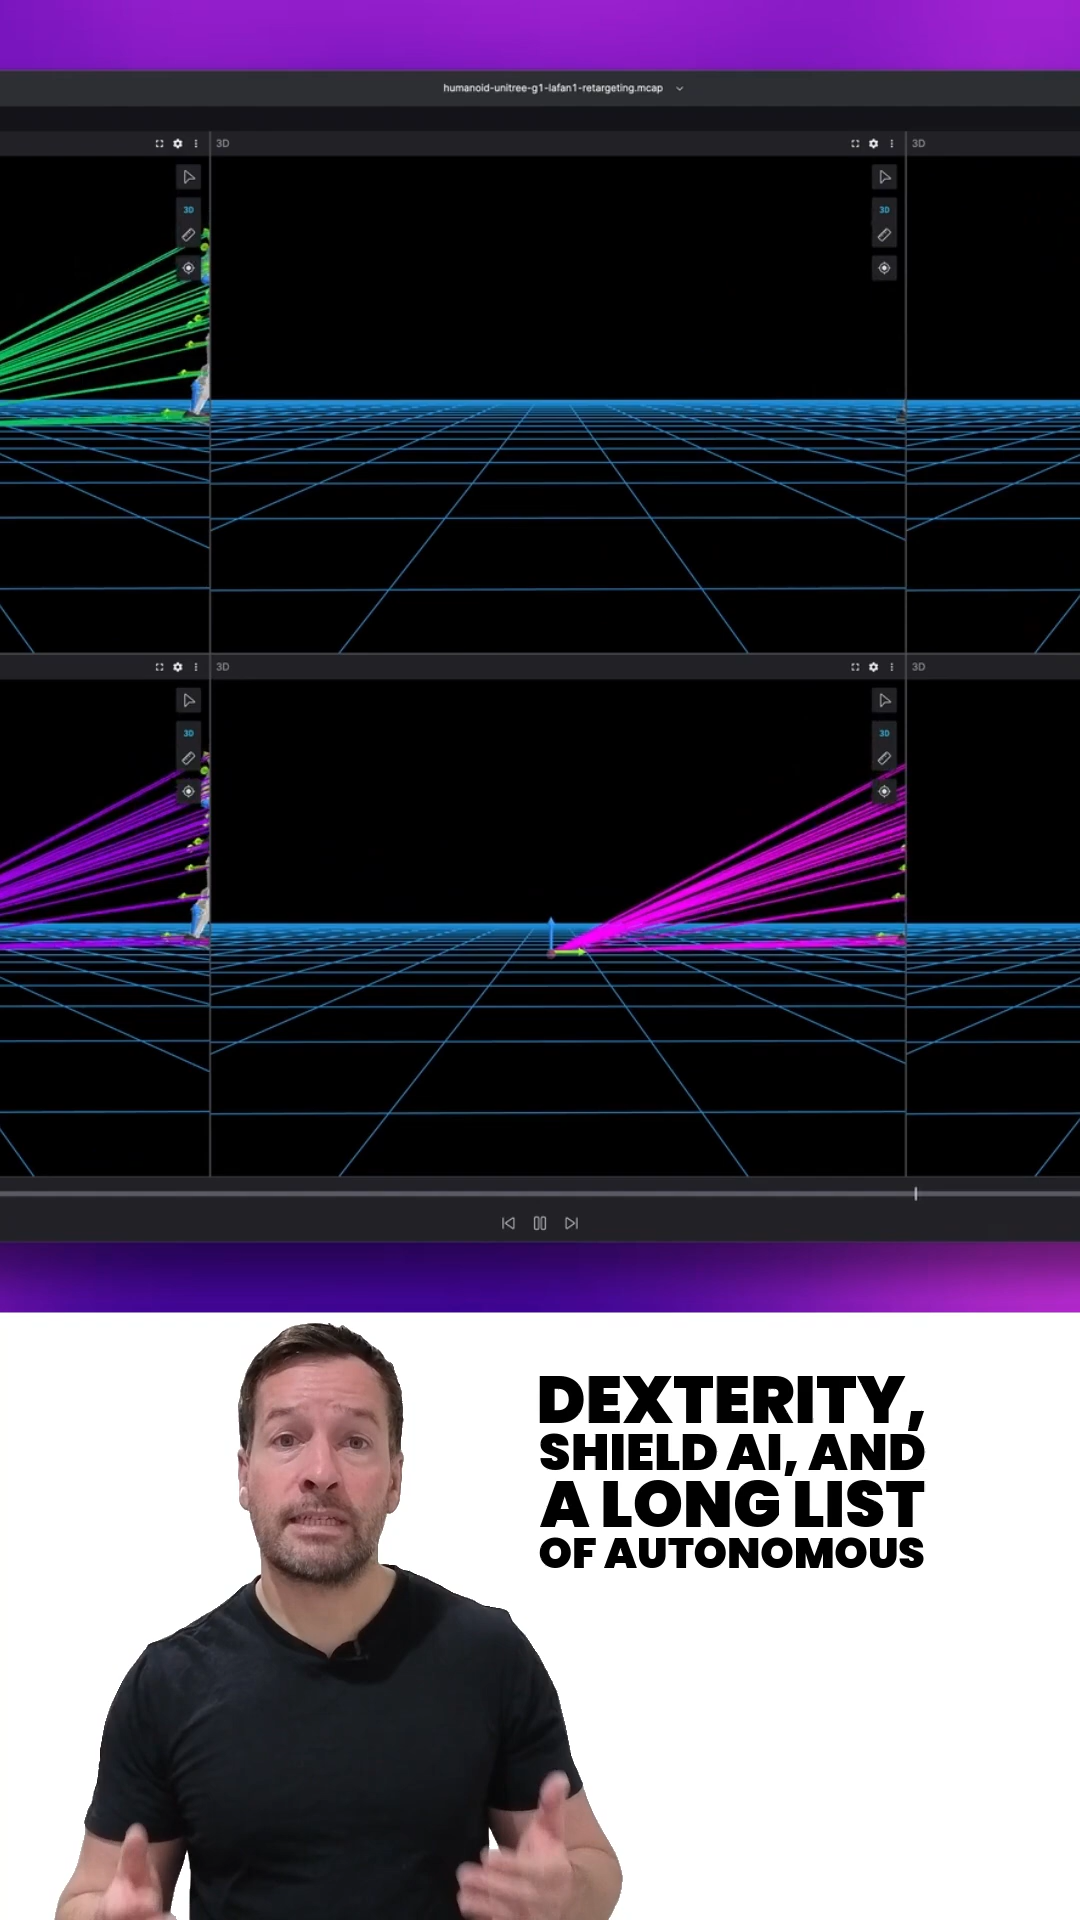 humanoid-unitree-g1-lafan1-retargeting.mcap
3D
3D
3D
3D
3D
3D
3D
3D
DEXTERITY,
SHIELD AI, AND
A LONG LIST
OF AUTONOMOUS